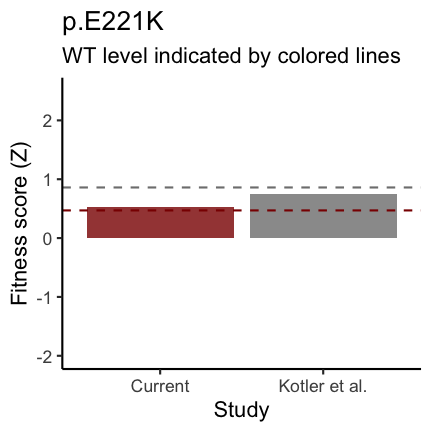 p.E221K
WT level indicated by colored lines
Fitness score (Z)
2
1
0
-1
-2
Current
Kotler et al.
Study